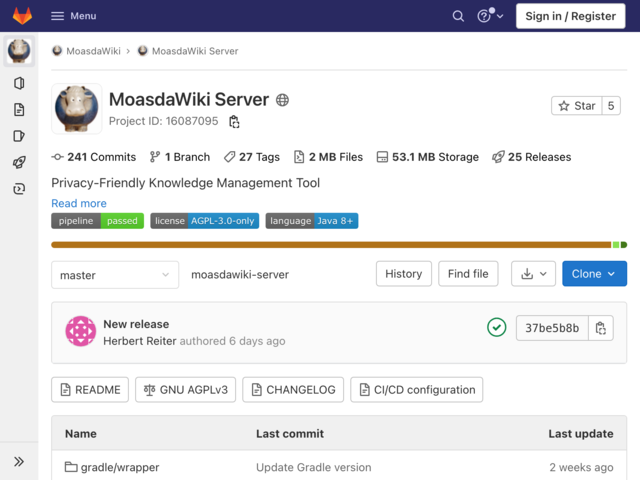 Menu
Sign in / Register
MoasdaWiki > MoasdaWiki Server
MoasdaWiki Server
Project ID: 16087095
Star 5
241 Commits 1 Branch 27 Tags 2 MB Files 53.1 MB Storage 25 Releases
Privacy-Friendly Knowledge Management Tool
Read more
pipeline passed license AGPL-3.0-only language Java 8+
master moasdawiki-server History Find file Clone
New release
Herbert Reiter authored 6 days ago
37be5b8b
README GNU AGPLv3 CHANGELOG CI/CD configuration
Name Last commit Last update
gradle/wrapper Update Gradle version 2 weeks ago